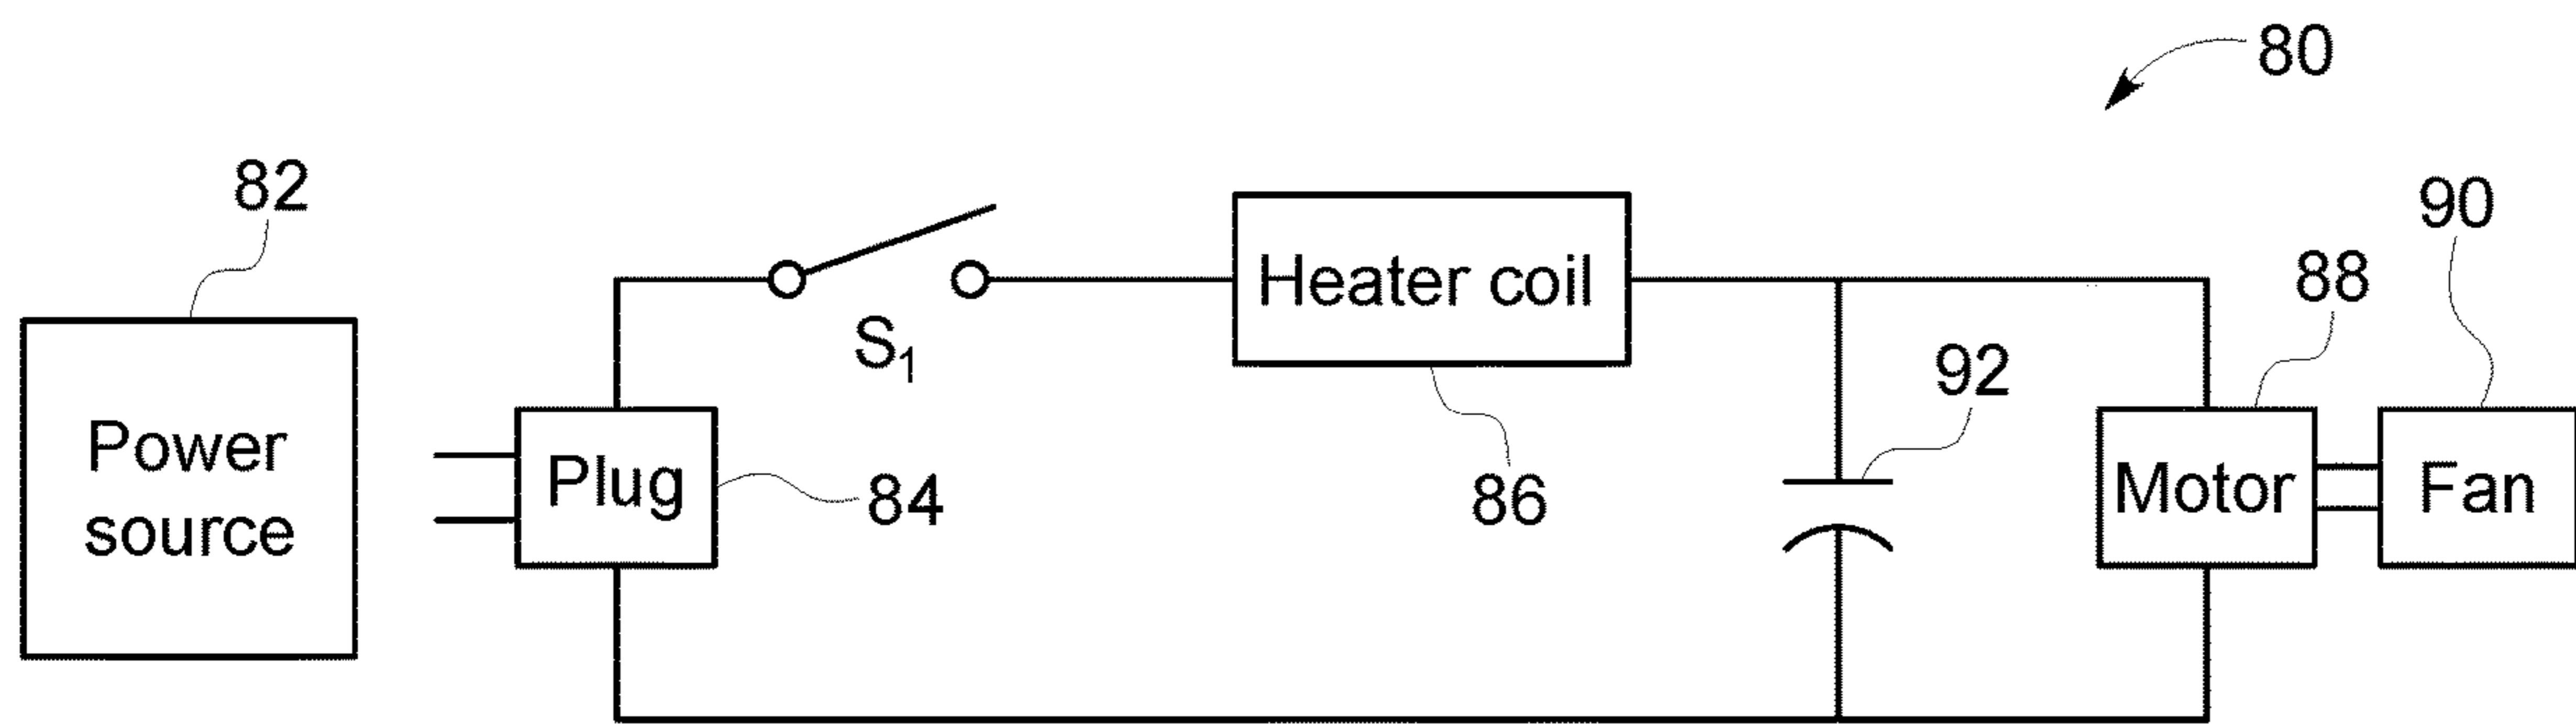 80
82
90
88
Heater coil
S₁
92
Power
source
Plug
84
86
Motor
Fan